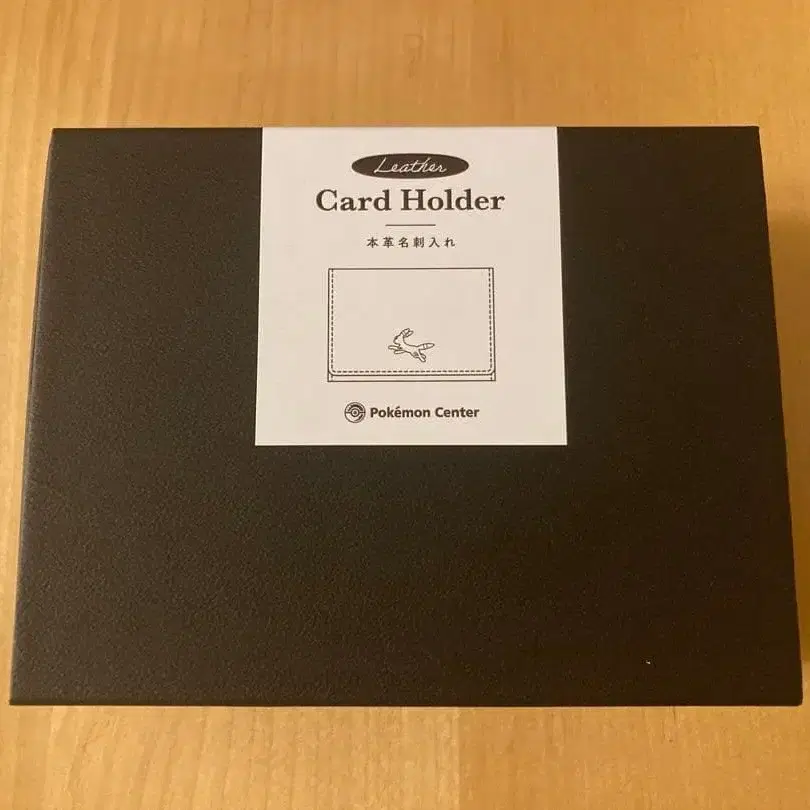 Leather
Card Holder
本革名刺入れ
Pokémon Center